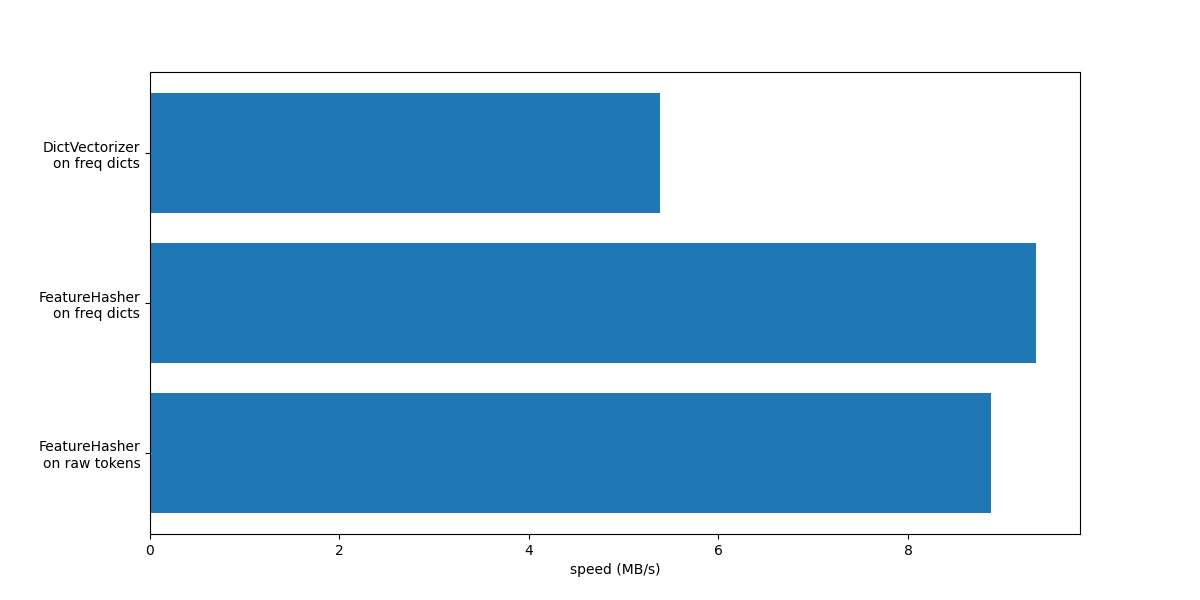 DictVectorizer
on freq dicts
FeatureHasher
on freq dicts
FeatureHasher
on raw tokens
0 2 4 6 8
speed (MB/s)